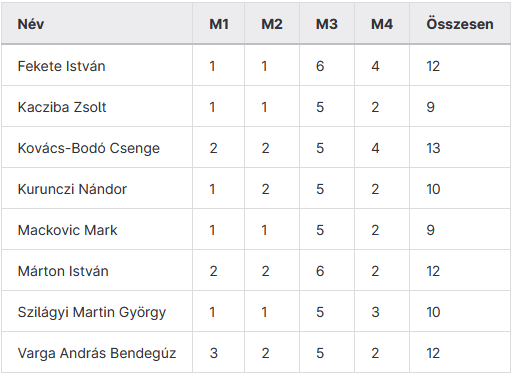 Név M1 M2 M3 M4 Összesen
Fekete István 1 1 6 4 12
Kacziba Zsolt 1 1 5 2 9
Kovács-Bodó Csenge 2 2 5 4 13
Kurunczi Nándor 1 2 5 2 10
Mackovic Mark 1 1 5 2 9
Márton István 2 2 6 2 12
Szilágyi Martin György 1 1 5 3 10
Varga András Bendegúz 3 2 5 2 12